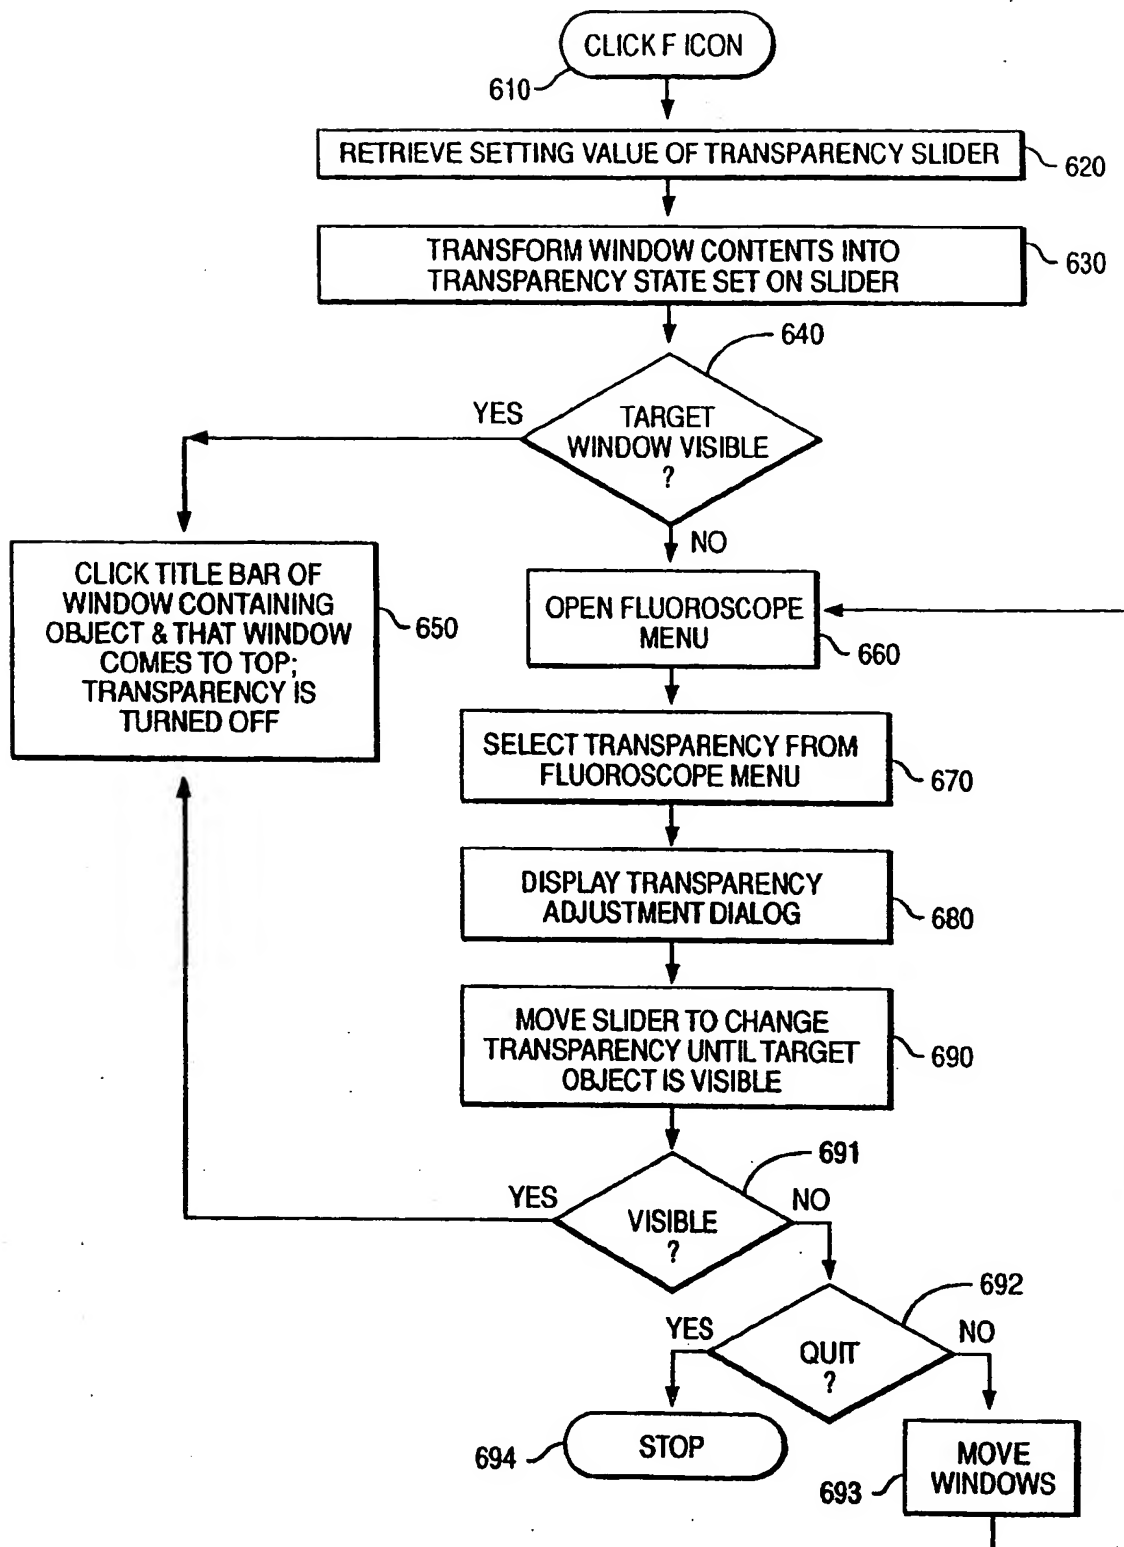 CLICK F ICON
610
RETRIEVE SETTING VALUE OF TRANSPARENCY SLIDER
620
TRANSFORM WINDOW CONTENTS INTO
TRANSPARENCY STATE SET ON SLIDER
630
640
YES
TARGET
WINDOW VISIBLE
?
NO
CLICK TITLE BAR OF
WINDOW CONTAINING
OBJECT & THAT WINDOW
COMES TO TOP;
TRANSPARENCY IS
TURNED OFF
650
OPEN FLUOROSCOPE
MENU
660
SELECT TRANSPARENCY FROM
FLUOROSCOPE MENU
670
DISPLAY TRANSPARENCY
ADJUSTMENT DIALOG
680
MOVE SLIDER TO CHANGE
TRANSPARENCY UNTIL TARGET
OBJECT IS VISIBLE
690
691
YES
VISIBLE
?
NO
692
YES
QUIT
?
NO
STOP
694
MOVE
WINDOWS
693